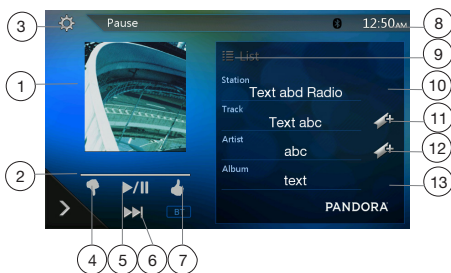 3
Pause
12:50AM
8
List
9
1
Station
Text abd Radio
10
Track
Text abc
11
Artist
abc
12
2
Album
text
13
BT
PANDORA
4
5
6
7